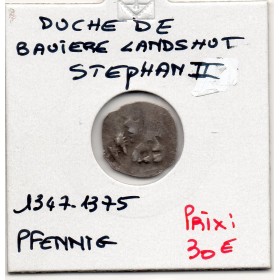 DUCHE DE
BAVIERE LANDSHUT
STEPHAN II
1347-1375
PFENNIG
PRIX:
30€